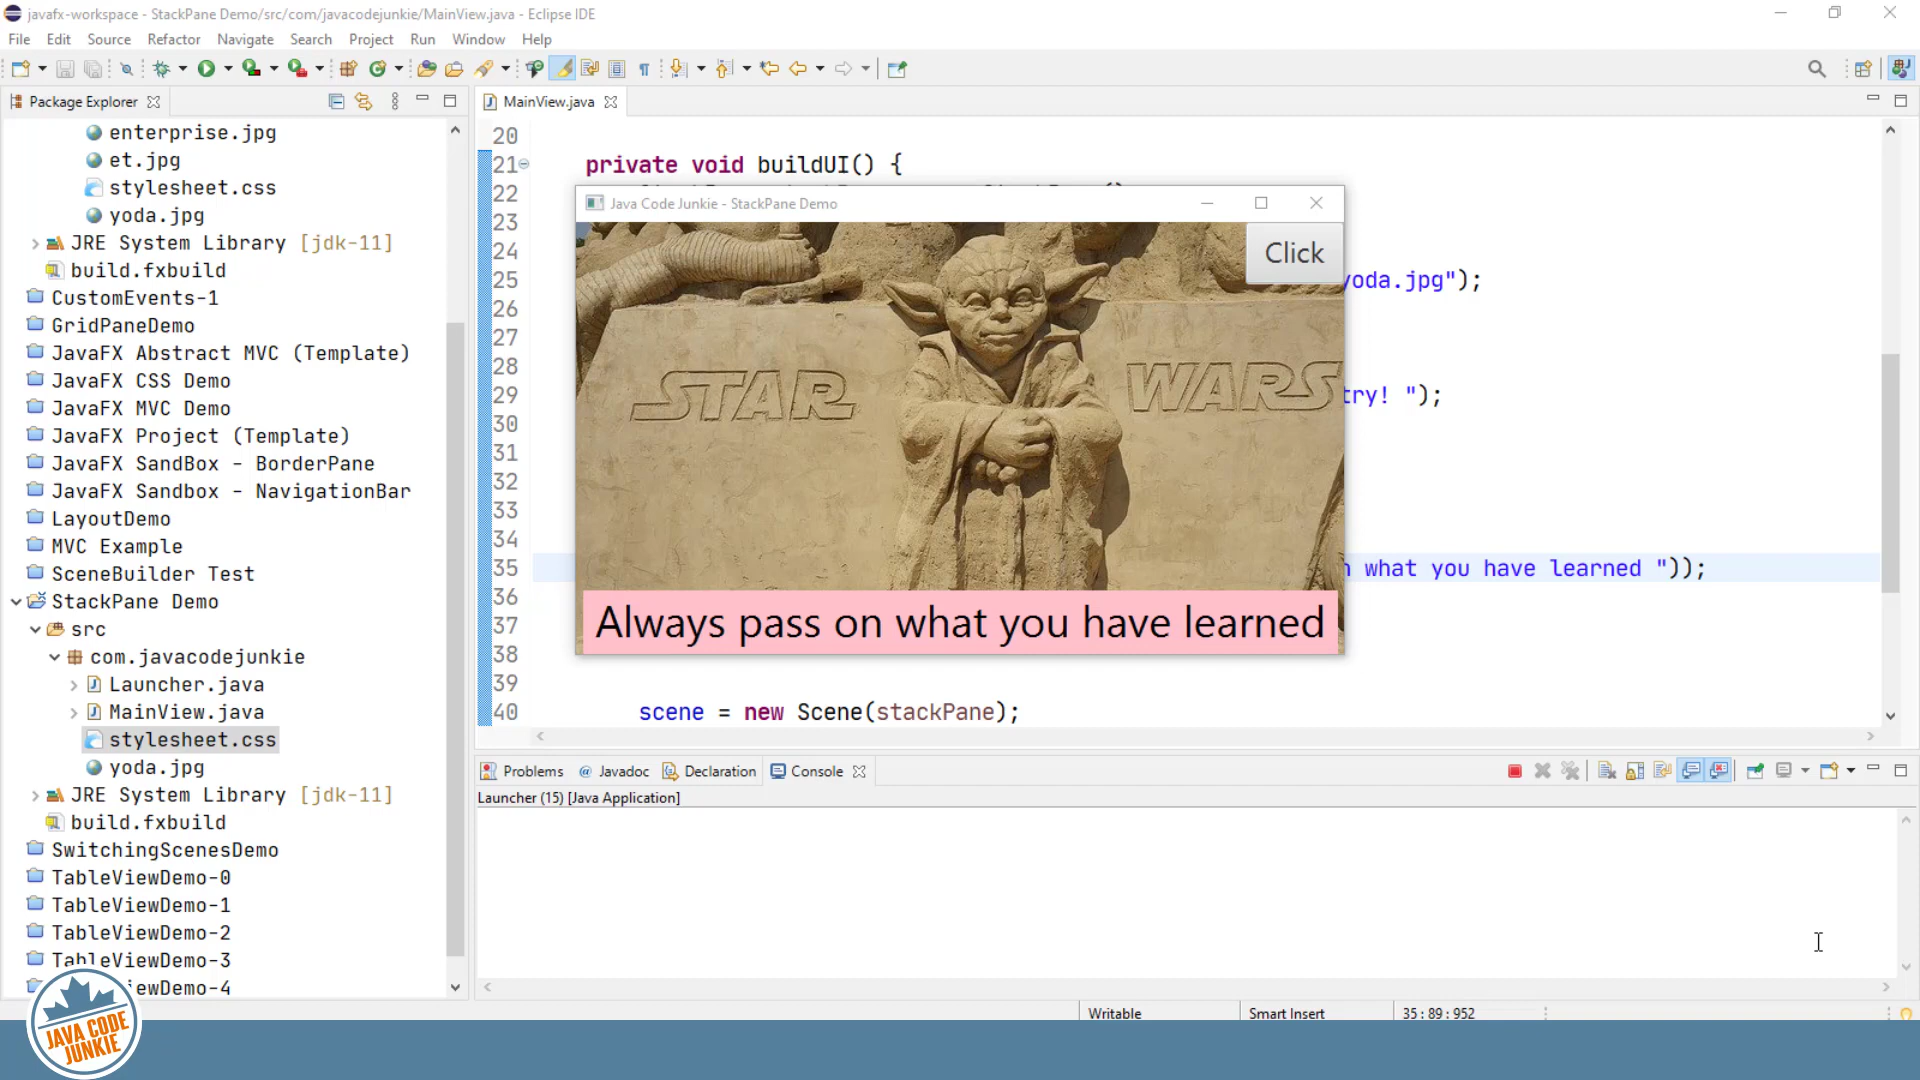 javafx-workspace - StackPane Demo/src/com/javacodejunkie/MainView.java - Eclipse IDE
File Edit Source Refactor Navigate Search Project Run Window Help
Package Explorer
enterprise.jpg
et.jpg
stylesheet.css
yoda.jpg
JRE System Library [jdk-11]
build.fxbuild
CustomEvents-1
GridPaneDemo
JavaFX Abstract MVC (Template)
JavaFX CSS Demo
JavaFX MVC Demo
JavaFX Project (Template)
JavaFX SandBox - BorderPane
JavaFX Sandbox - NavigationBar
LayoutDemo
MVC Example
SceneBuilder Test
StackPane Demo
src
com.javacodejunkie
Launcher.java
MainView.java
stylesheet.css
yoda.jpg
JRE System Library [jdk-11]
build.fxbuild
SwitchingScenesDemo
TableViewDemo-0
TableViewDemo-1
TableViewDemo-2
TableViewDemo-3
ewDemo-4
MainView.java
20
21 private void buildUI() {
22
23
24
25 yoda.jpg");
26
27
28
29 try! ");
30
31
32
33
34
35 what you have learned "));
36
37
38
39
40 scene = new Scene(stackPane);
Java Code Junkie - StackPane Demo
Click
STAR WARS
Always pass on what you have learned
Problems @ Javadoc Declaration Console
Launcher (15) [Java Application]
Writable Smart Insert 35 : 89 : 952
JAVA CODE
JUNKIE